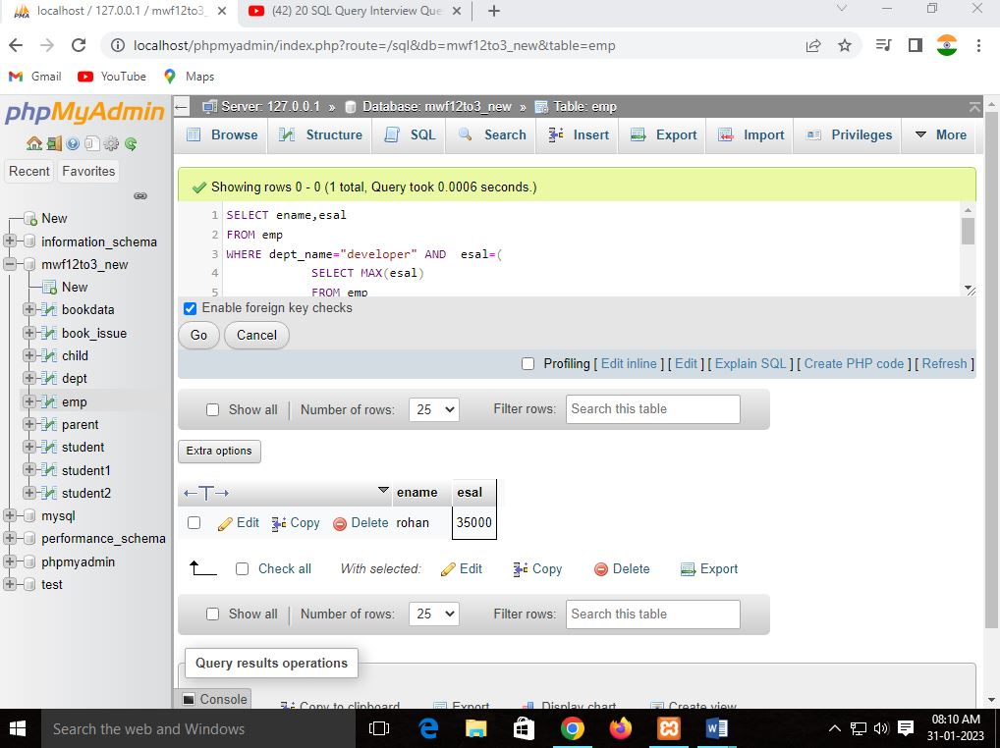 localhost / 127.0.0.1 / mwf12to3_
(42) 20 SQL Query Interview Que
localhost/phpmyadmin/index.php?route=/sql&db=mwf12to3_new&table=emp
Gmail YouTube Maps
phpMyAdmin
Recent Favorites
New
information_schema
mwf12to3_new
New
bookdata
book_issue
child
dept
emp
parent
student
student1
student2
mysql
performance_schema
phpmyadmin
test
Server: 127.0.0.1 » Database: mwf12to3_new » Table: emp
Browse Structure SQL Search Insert Export Import Privileges More
Showing rows 0 - 0 (1 total, Query took 0.0006 seconds.)
1 SELECT ename,esal
2 FROM emp
3 WHERE dept_name="developer" AND  esal=(
4 SELECT MAX(esal)
5 FROM emp
Enable foreign key checks
Go Cancel
Profiling [ Edit inline ] [ Edit ] [ Explain SQL ] [ Create PHP code ] [ Refresh ]
Show all Number of rows: 25 Filter rows: Search this table
Extra options
ename esal
Edit Copy Delete rohan 35000
Check all With selected: Edit Copy Delete Export
Show all Number of rows: 25 Filter rows: Search this table
Query results operations
Copy to clipboard Export Display chart Create view
Console
Search the web and Windows
08:10 AM
31-01-2023